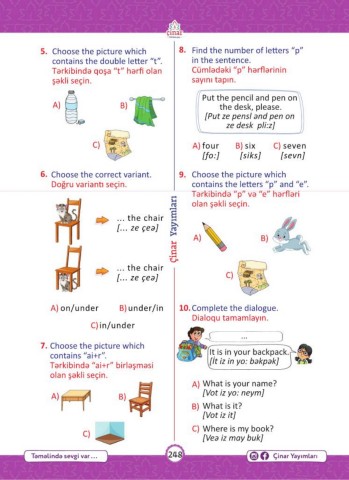 çinar
5. Choose the picture which
contains the double letter “t”.
Tərkibində qoşa “t” hərfi olan
şəkli seçin.
A)
B)
C)
6. Choose the correct variant.
Doğru variantı seçin.
... the chair
[... ze çeə]
... the chair
[... ze çeə]
A) on/under
B) under/in
C) in/under
7. Choose the picture which
contains “ai+r”.
Tərkibində “ai+r” birləşməsi
olan şəkli seçin.
A)
B)
C)
Çinar Yayımları
8. Find the number of letters “p”
in the sentence.
Cümlədəki “p” hərflərinin
sayını tapın.
Put the pencil and pen on
the desk, please.
[Put ze pensl and pen on
ze desk pli:z]
A) four
[fo:]
B) six
[siks]
C) seven
[sevn]
9. Choose the picture which
contains the letters “p” and “e”.
Tərkibində “p” və “e” hərfləri
olan şəkli seçin.
A)
B)
C)
10. Complete the dialogue.
Dialoqu tamamlayın.
...
It is in your backpack.
[İt iz in yo: bəkpək]
A) What is your name?
[Vot iz yo: neym]
B) What is it?
[Vot iz it]
C) Where is my book?
[Veə iz may buk]
Təməlində sevgi var...
248
Çinar Yayımları